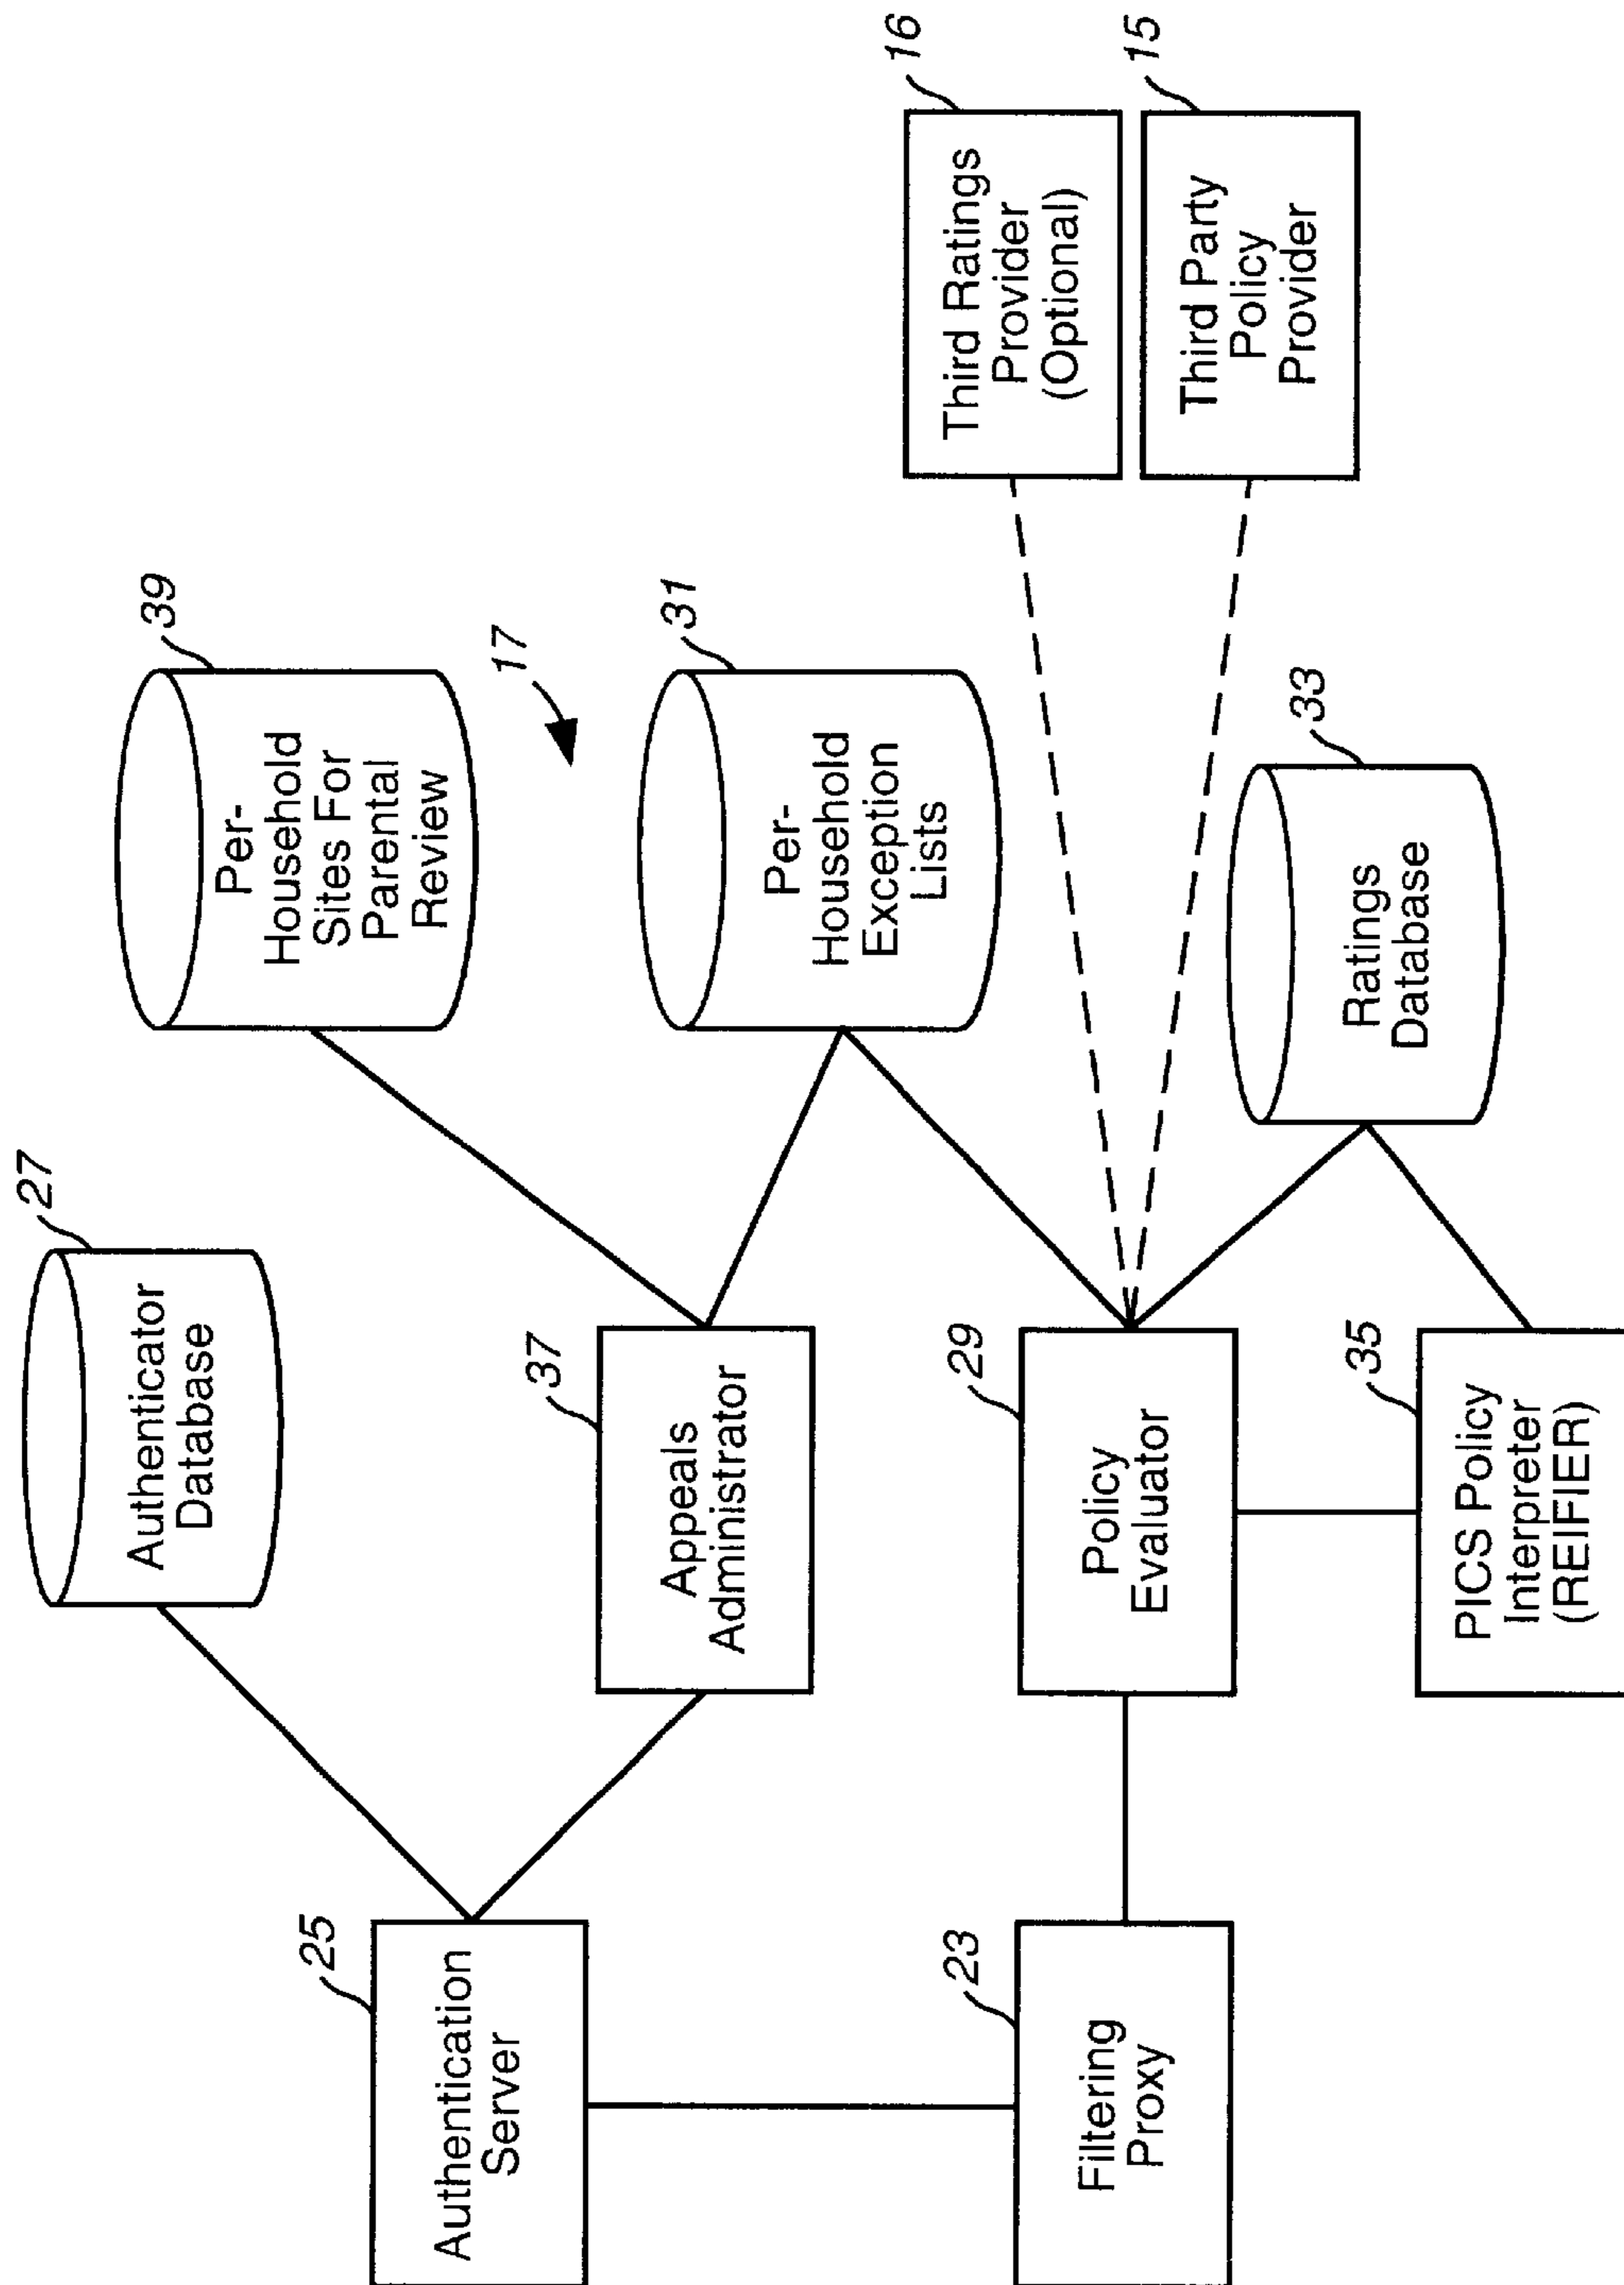 27
Authenticator
Database
39
Per-
Household
Sites For
Parental
Review
17
25
Authentication
Server
37
Appeals
Administrator
31
Per-
Household
Exception
Lists
16
Third Ratings
Provider
(Optional)
15
Third Party
Policy
Provider
23
Filtering
Proxy
29
Policy
Evaluator
33
Ratings
Database
35
PICS Policy
Interpreter
(REIFIER)